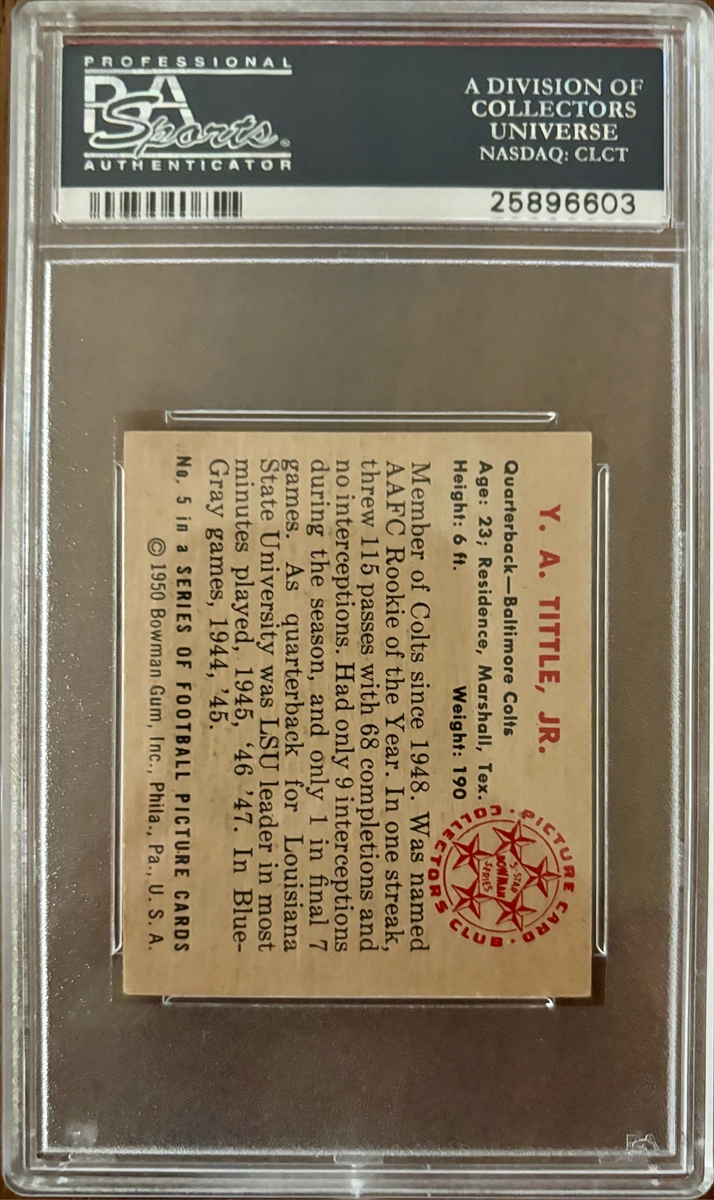 PROFESSIONAL
PSA
Sports®
AUTHENTICATOR
A DIVISION OF
COLLECTORS
UNIVERSE
NASDAQ: CLCT
25896603
Y. A. TITTLE, JR.
Quarterback—Baltimore Colts
Age: 23; Residence, Marshall, Tex.
Height: 6 ft. Weight: 190
PICTURE CARD
COLLECTORS CLUB
5-STAR
BOWMAN
SERIES
Member of Colts since 1948. Was named
AAFC Rookie of the Year. In one streak,
threw 115 passes with 68 completions and
no interceptions. Had only 9 interceptions
during the season, and only 1 in final 7
games. As quarterback for Louisiana
State University was LSU leader in most
minutes played, 1945, '46 '47. In Blue-
Gray games, 1944, '45.
No. 5 in a SERIES OF FOOTBALL PICTURE CARDS
© 1950 Bowman Gum, Inc., Phila., Pa., U. S. A.
PSA